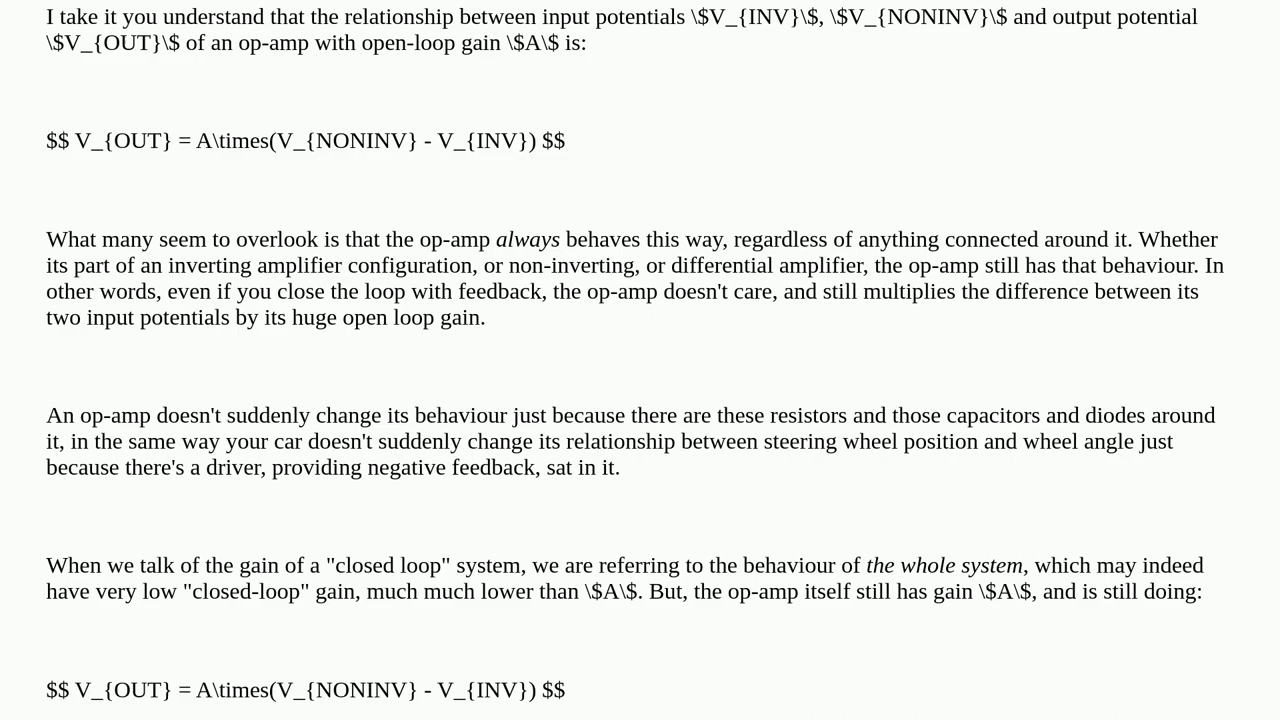 I take it you understand that the relationship between input potentials \$V_{INV}\$, \$V_{NONINV}\$ and output potential
\$V_{OUT}\$ of an op-amp with open-loop gain \$A\$ is:
$$ V_{OUT} = A\times(V_{NONINV} - V_{INV}) $$
What many seem to overlook is that the op-amp always behaves this way, regardless of anything connected around it. Whether
its part of an inverting amplifier configuration, or non-inverting, or differential amplifier, the op-amp still has that behaviour. In
other words, even if you close the loop with feedback, the op-amp doesn't care, and still multiplies the difference between its
two input potentials by its huge open loop gain.
An op-amp doesn't suddenly change its behaviour just because there are these resistors and those capacitors and diodes around
it, in the same way your car doesn't suddenly change its relationship between steering wheel position and wheel angle just
because there's a driver, providing negative feedback, sat in it.
When we talk of the gain of a "closed loop" system, we are referring to the behaviour of the whole system, which may indeed
have very low "closed-loop" gain, much much lower than \$A\$. But, the op-amp itself still has gain \$A\$, and is still doing:
$$ V_{OUT} = A\times(V_{NONINV} - V_{INV}) $$